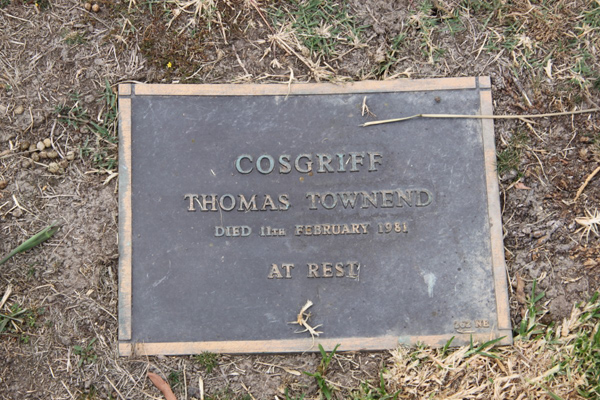 COSGRIFF
THOMAS TOWNEND
DIED 11TH FEBRUARY 1981
AT REST